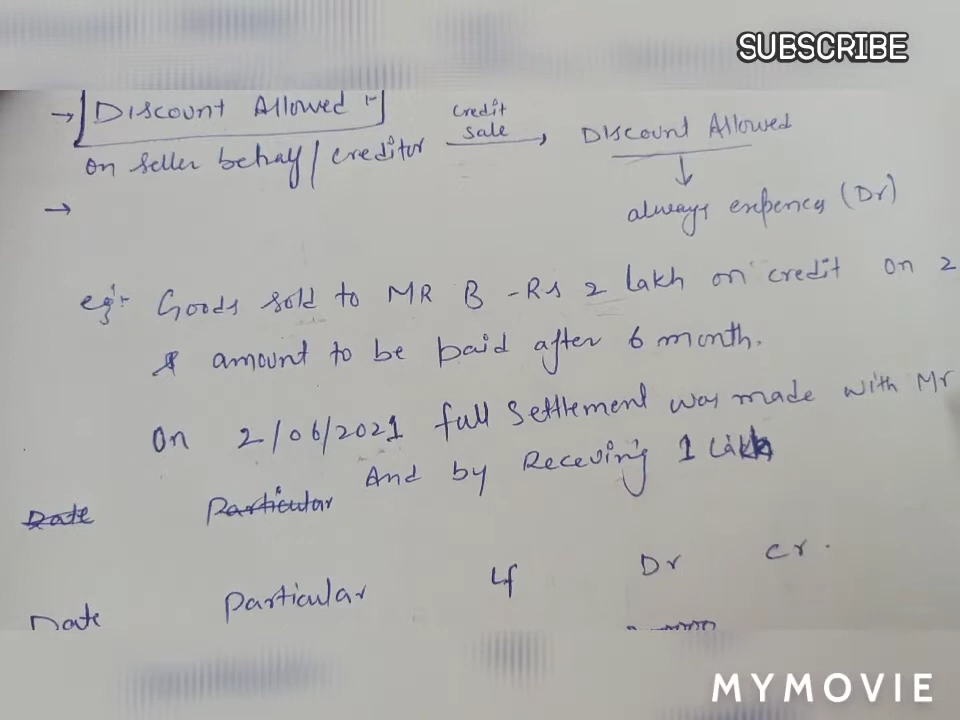 SUBSCRIBE
→ Discount Allowed :-
on seller behay / creditor credit sale → Discount Allowed
→
always expences (Dr)
eg:- Goods sold to MR B - Rs 2 lakh on credit on 2
& amount to be paid after 6 month.
On 2/06/2021 full settlement was made with Mr
And by Receving 1 Lakh
Date Particular
Date Particular Lf Dr Cr.
MYMOVIE